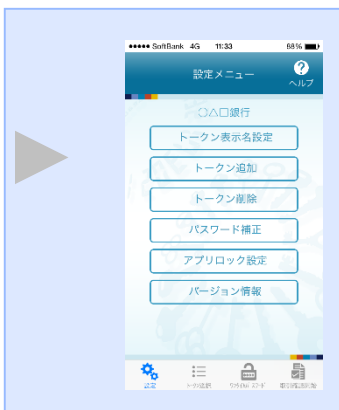 ●●●●● SoftBank 4G 11:33 88%
設定メニュー
?
ヘルプ
○△□銀行
トークン表示名設定
トークン追加
トークン削除
パスワード補正
アプリロック設定
バージョン情報
設定